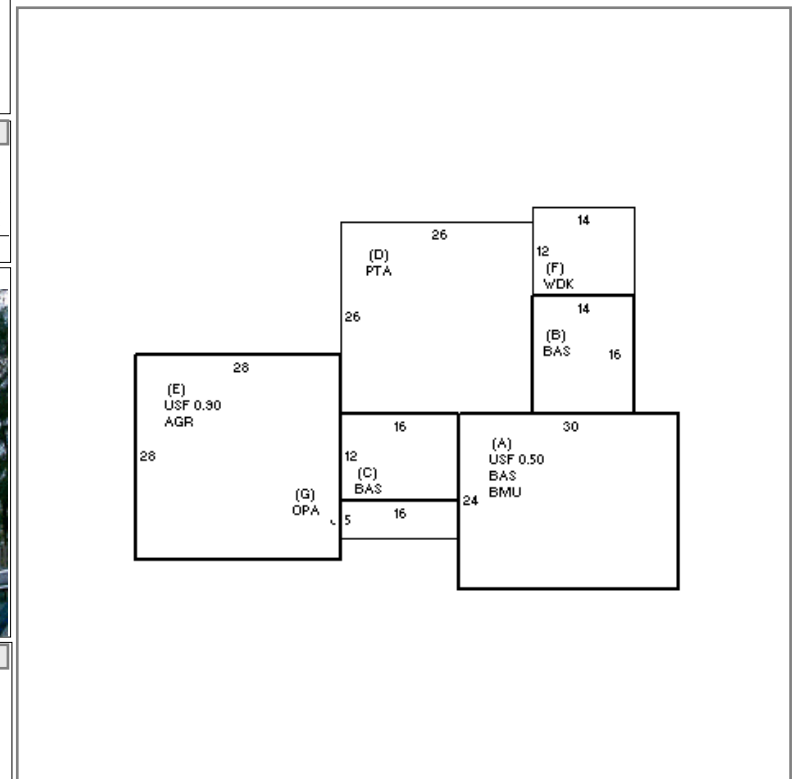 14
26
12
(D)
PTA
(F)
WDK
26
14
(B)
BAS
16
28
(E)
USF 0.90
AGR
28
16
30
12
(C)
BAS
(A)
USF 0.50
BAS
BMU
24
(G)
OPA
5
16